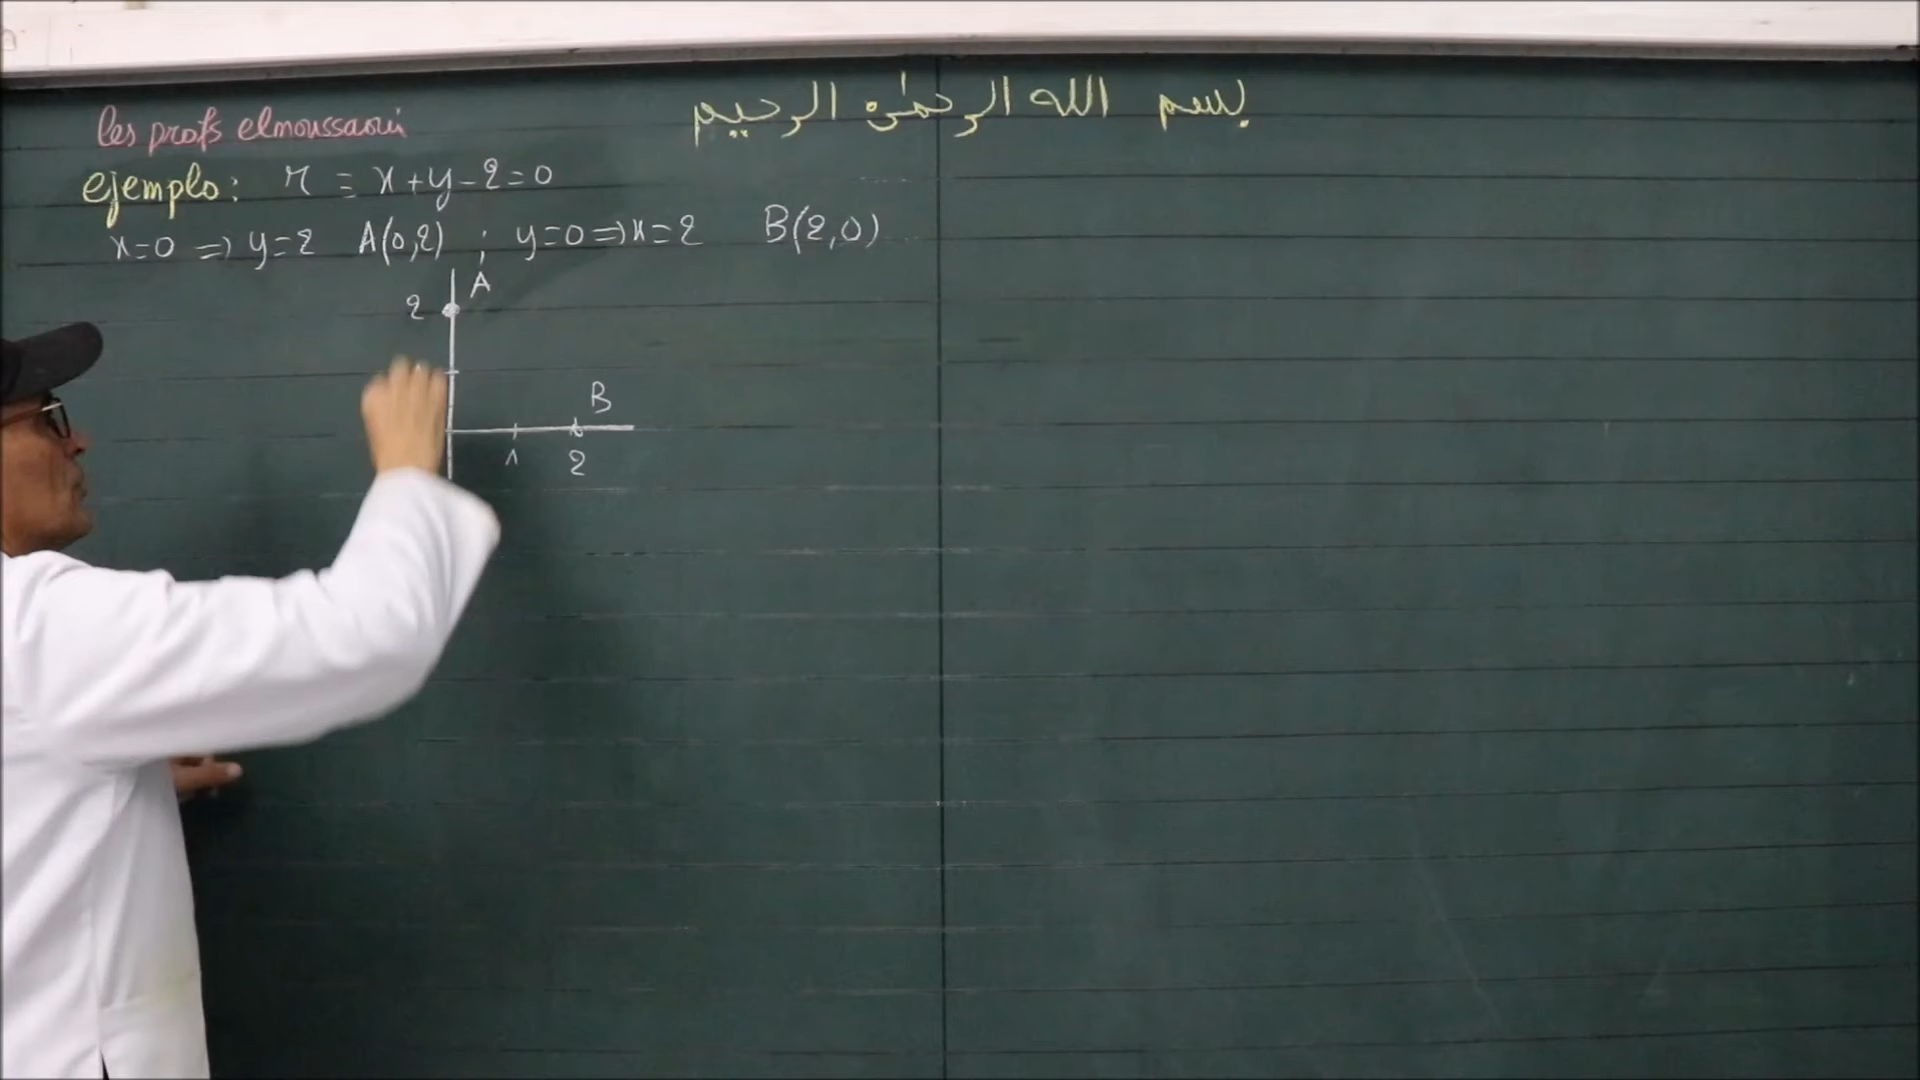 بسم الله الرحمٰن الرحيم
les profs elmoussaoui
ejemplo: r ≡ x+y-2=0
x=0 ⇒ y=2 A(0,2) ; y=0 ⇒ x=2 B(2,0)
A
2
B
1 2